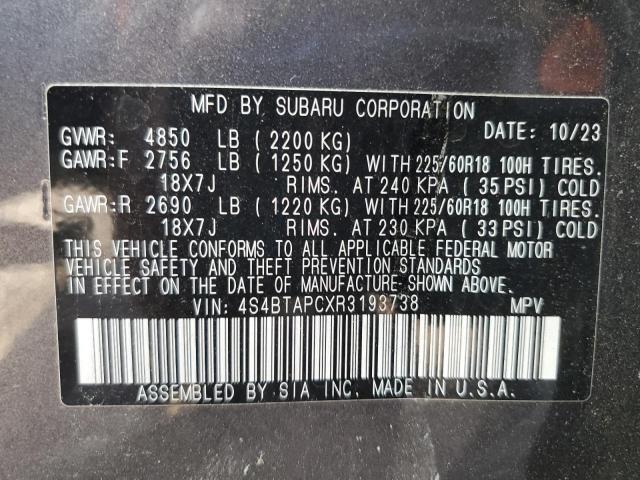 MFD BY SUBARU CORPORATION
DATE: 10/23
GVWR: 4850 LB (2200 KG)
GAWR:F 2756 LB (1250 KG) WITH 225/60R18 100H TIRES.
18X7J RIMS. AT 240 KPA (35 PSI) COLD
GAWR:R 2690 LB (1220 KG) WITH 225/60R18 100H TIRES.
18X7J RIMS. AT 230 KPA (33 PSI) COLD
THIS VEHICLE CONFORMS TO ALL APPLICABLE FEDERAL MOTOR
VEHICLE SAFETY AND THEFT PREVENTION STANDARDS
IN EFFECT ON THE DATE OF MANUFACTURE SHOWN ABOVE.
VIN: 4S4BTAPCXR3193738 MPV
ASSEMBLED BY SIA INC. MADE IN U.S.A.